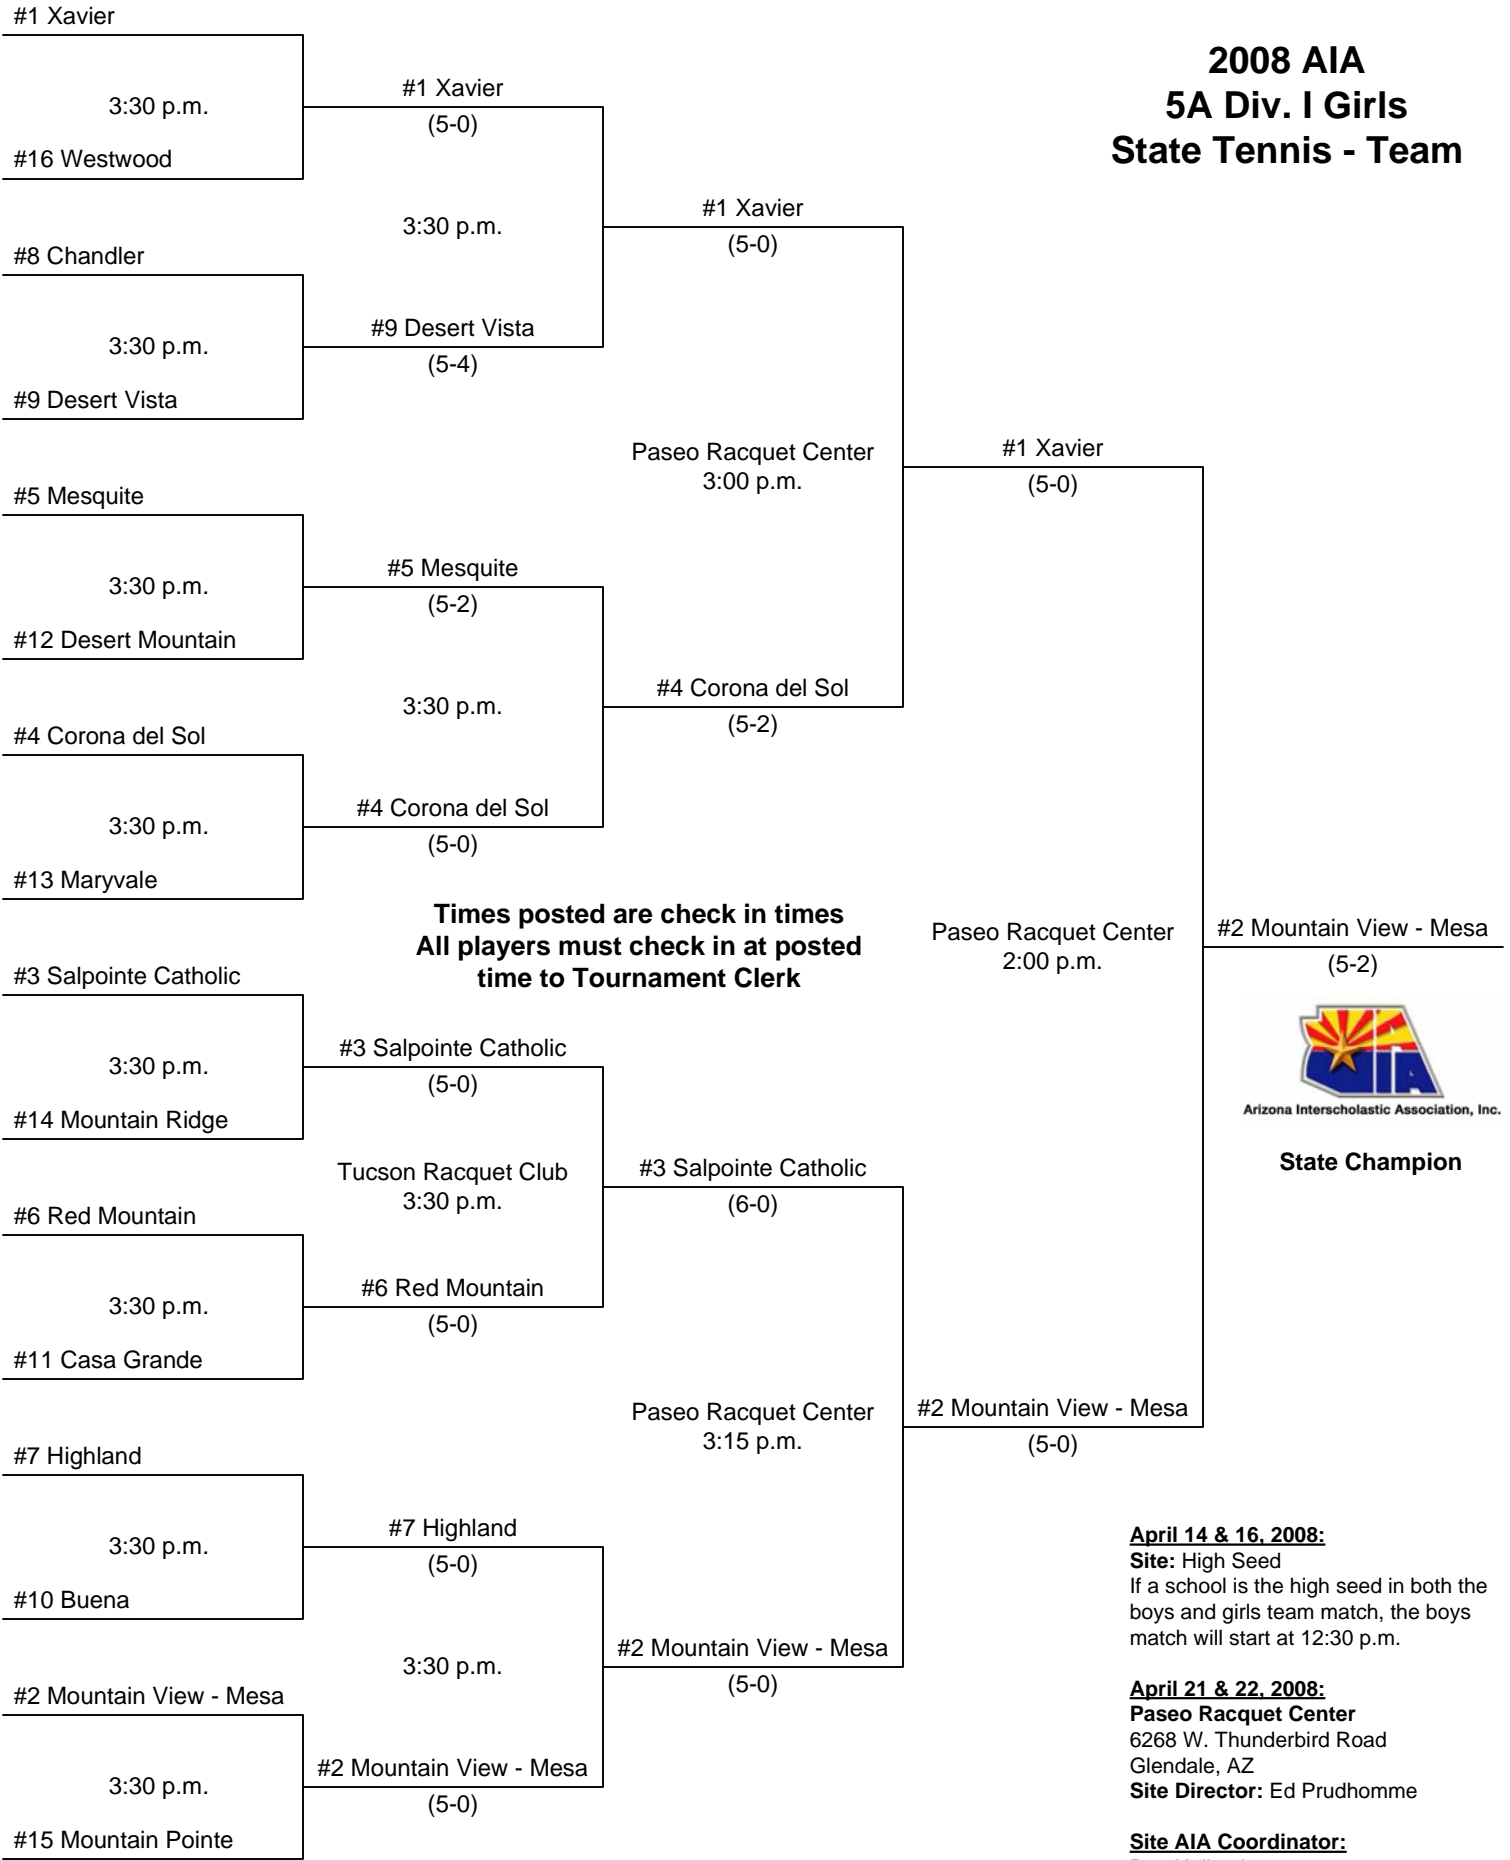 #1 Xavier
3:30 p.m.
#16 Westwood
#8 Chandler
3:30 p.m.
#9 Desert Vista
#5 Mesquite
3:30 p.m.
#12 Desert Mountain
#4 Corona del Sol
3:30 p.m.
#13 Maryvale
#3 Salpointe Catholic
3:30 p.m.
#14 Mountain Ridge
#6 Red Mountain
3:30 p.m.
#11 Casa Grande
#7 Highland
3:30 p.m.
#10 Buena
#2 Mountain View - Mesa
3:30 p.m.
#15 Mountain Pointe
#1 Xavier
(5-0)
3:30 p.m.
#9 Desert Vista
(5-4)
#5 Mesquite
(5-2)
3:30 p.m.
#4 Corona del Sol
(5-0)
Times posted are check in times
All players must check in at posted
time to Tournament Clerk
#3 Salpointe Catholic
(5-0)
Tucson Racquet Club
3:30 p.m.
#6 Red Mountain
(5-0)
#7 Highland
(5-0)
3:30 p.m.
#2 Mountain View - Mesa
(5-0)
#1 Xavier
(5-0)
Paseo Racquet Center
3:00 p.m.
#4 Corona del Sol
(5-2)
#3 Salpointe Catholic
(6-0)
Paseo Racquet Center
3:15 p.m.
#2 Mountain View - Mesa
(5-0)
#1 Xavier
(5-0)
Paseo Racquet Center
2:00 p.m.
#2 Mountain View - Mesa
(5-0)
2008 AIA
5A Div. I Girls
State Tennis - Team
#2 Mountain View - Mesa
(5-2)
AIA
Arizona Interscholastic Association, Inc.
State Champion
April 14 & 16, 2008:
Site: High Seed
If a school is the high seed in both the
boys and girls team match, the boys
match will start at 12:30 p.m.
April 21 & 22, 2008:
Paseo Racquet Center
6268 W. Thunderbird Road
Glendale, AZ
Site Director: Ed Prudhomme
Site AIA Coordinator: